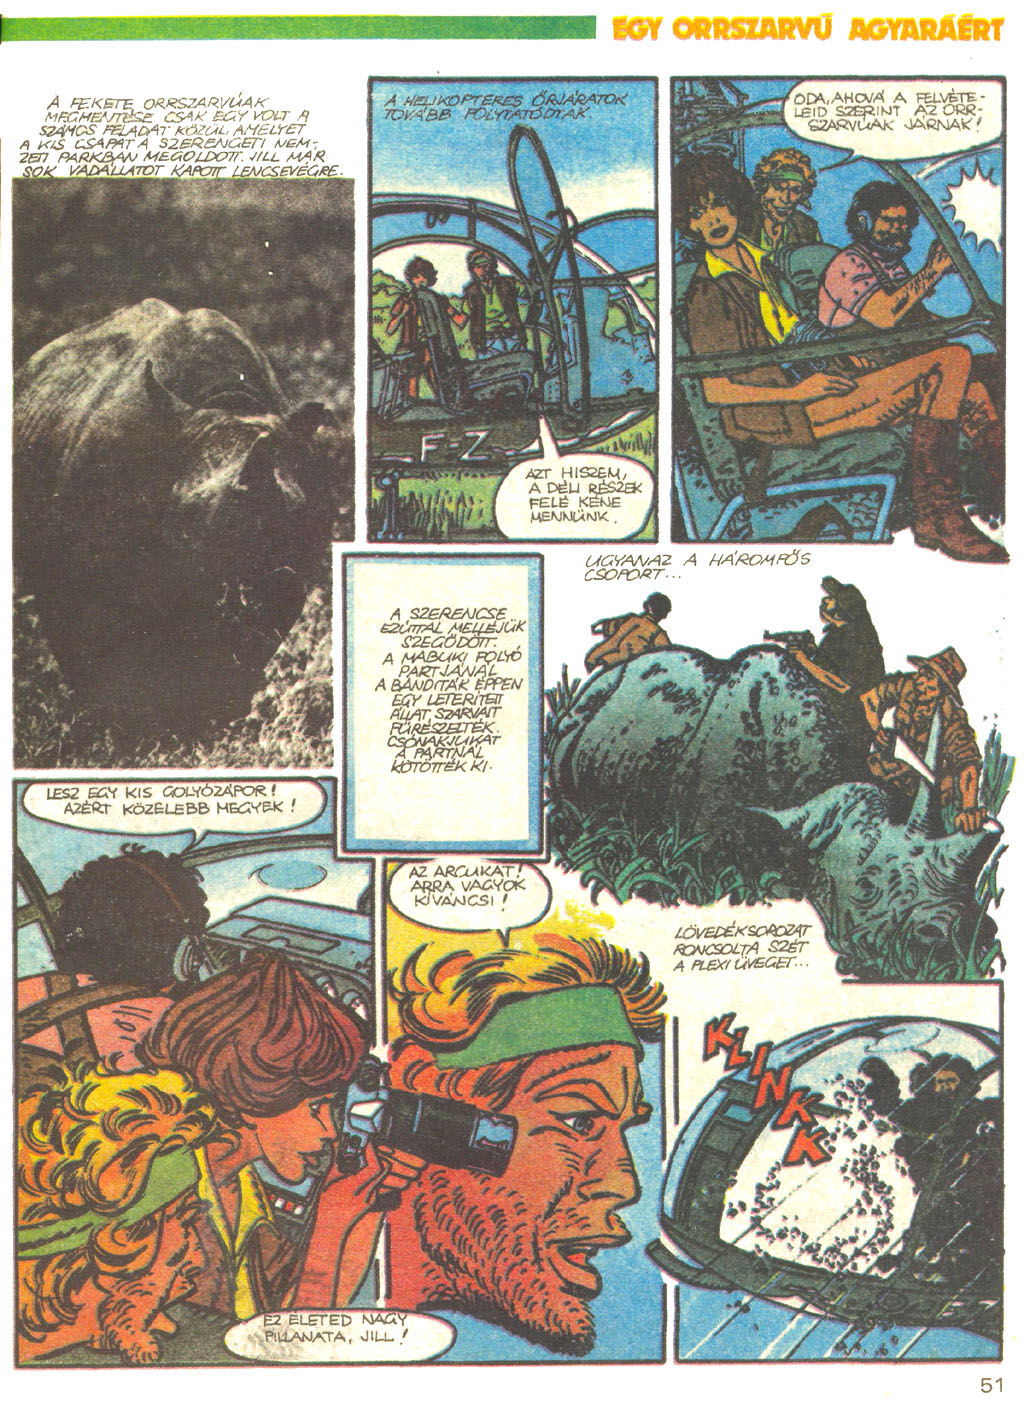 EGY ORRSZARVÚ AGYARÁÉRT
A FEKETE ORRSZARVÚAK
MEGMENTÉSE CSAK EGY VOLT A
SZÁMOS FELADAT KÖZÜL, AMELYET
A KIS CSAPAT A SZERENGETI NEM-
ZETI PARKBAN MEGOLDOTT. JILL MÁR
SOK VADÁLLATOT KAPOTT LENCSEVÉGRE.
A HELIKOPTERES ŐRJÁRATOK
TOVÁBB FOLYTATÓDTAK.
F-Z
AZT HISZEM,
A DÉLI RÉSZEK
FELÉ KÉNE
MENNÜNK.
ODA, AHOVÁ A FELVÉTE-
LEID SZERINT AZ ORR-
SZARVÚAK JÁRNAK!
A SZERENCSE
EZÚTTAL MELLÉJÜK
SZEGŐDÖTT.
A MABUKI FOLYÓ
PARTJÁNÁL
A BANDITÁK ÉPPEN
EGY LETERÍTETT
ÁLLAT SZARVAIT
FŰRÉSZELTÉK.
CSÓNAKJUKAT
A PARTNÁL
KÖTÖTTÉK KI.
UGYANAZ A HÁROMFŐS
CSOPORT...
LESZ EGY KIS GOLYÓZÁPOR!
AZÉRT KÖZELEBB MEGYEK!
EZ ÉLETED NAGY
PILLANATA, JILL!
AZ ARCUKAT!
ARRA VAGYOK
KIVÁNCSI!
LÖVEDÉKSOROZAT
RONCSOLTA SZÉT
A PLEXI ÜVEGET...
KLINKK
51